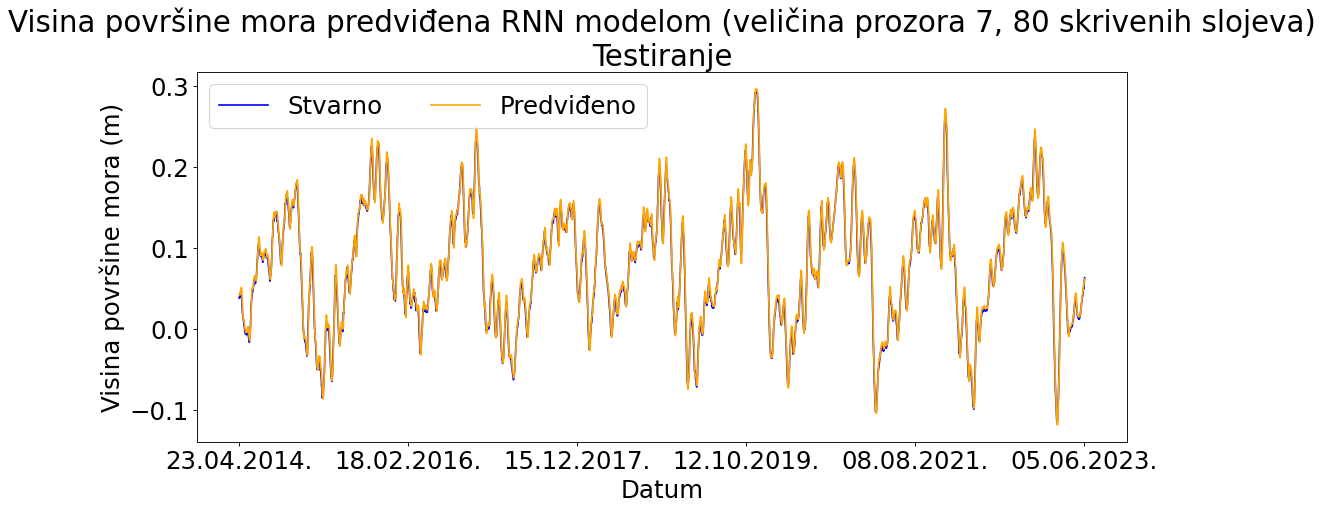 Visina površine mora predviđena RNN modelom (veličina prozora 7, 80 skrivenih slojeva)
Testiranje
Stvarno Predviđeno
Visina površine mora (m)
0.3
0.2
0.1
0.0
−0.1
23.04.2014. 18.02.2016. 15.12.2017. 12.10.2019. 08.08.2021. 05.06.2023.
Datum